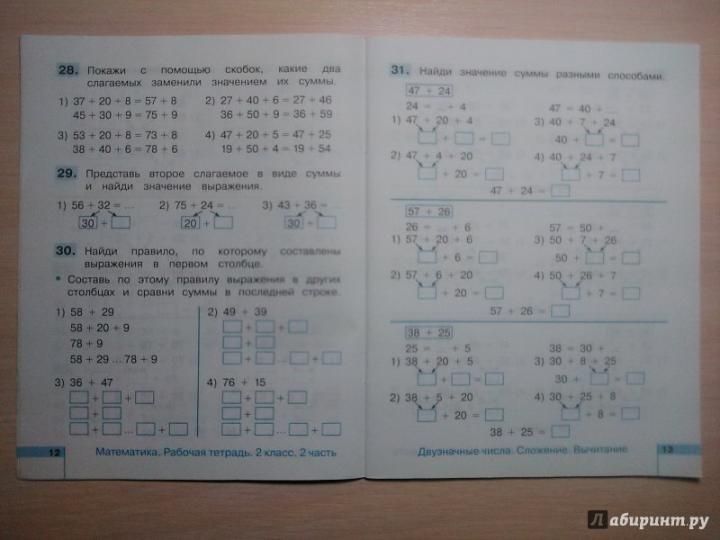 28. Покажи с помощью скобок, какие два
слагаемых заменили значением их суммы.
1) 37 + 20 + 8 = 57 + 8
45 + 30 + 9 = 75 + 9
2) 27 + 40 + 6 = 27 + 46
36 + 50 + 9 = 36 + 59
3) 53 + 20 + 8 = 73 + 8
38 + 40 + 6 = 78 + 6
4) 47 + 20 + 5 = 47 + 25
19 + 50 + 4 = 19 + 54
29. Представь второе слагаемое в виде суммы
и найди значение выражения.
1) 56 + 32 = ...
30 +
2) 75 + 24 = ...
20 +
3) 43 + 36 = ...
30 +
30. Найди правило, по которому составлены
выражения в первом столбце.
• Составь по этому правилу выражения в других
столбцах и сравни суммы в последней строке.
1) 58 + 29
58 + 20 + 9
78 + 9
58 + 29 ... 78 + 9
2) 49 + 39
+ +
+
+ ... +
3) 36 + 47
+ +
+
+ ... +
4) 76 + 15
+ +
+
+ ... +
12
Математика. Рабочая тетрадь. 2 класс. 2 часть
31. Найди значение суммы разными способами.
47 + 24
24 = ... + 4
47 = 40 + ...
1) 47 + 20 + 4
+ =
3) 40 + 7 + 24
40 + =
2) 47 + 4 + 20
+ 20 =
4) 40 + 24 + 7
+ 7 =
47 + 24 =
57 + 26
26 = ... + 6
57 = 50 + ...
1) 57 + 20 + 6
+ 6 =
3) 50 + 7 + 26
50 + =
2) 57 + 6 + 20
+ 20 =
4) 50 + 26 + 7
+ 7 =
57 + 26 =
38 + 25
25 = ... + 5
38 = 30 + ...
1) 38 + 20 + 5
+ =
3) 30 + 8 + 25
30 + =
2) 38 + 5 + 20
+ 20 =
4) 30 + 25 + 8
+ 8 =
38 + 25 =
Двузначные числа. Сложение. Вычитание
13
Лабиринт.ру